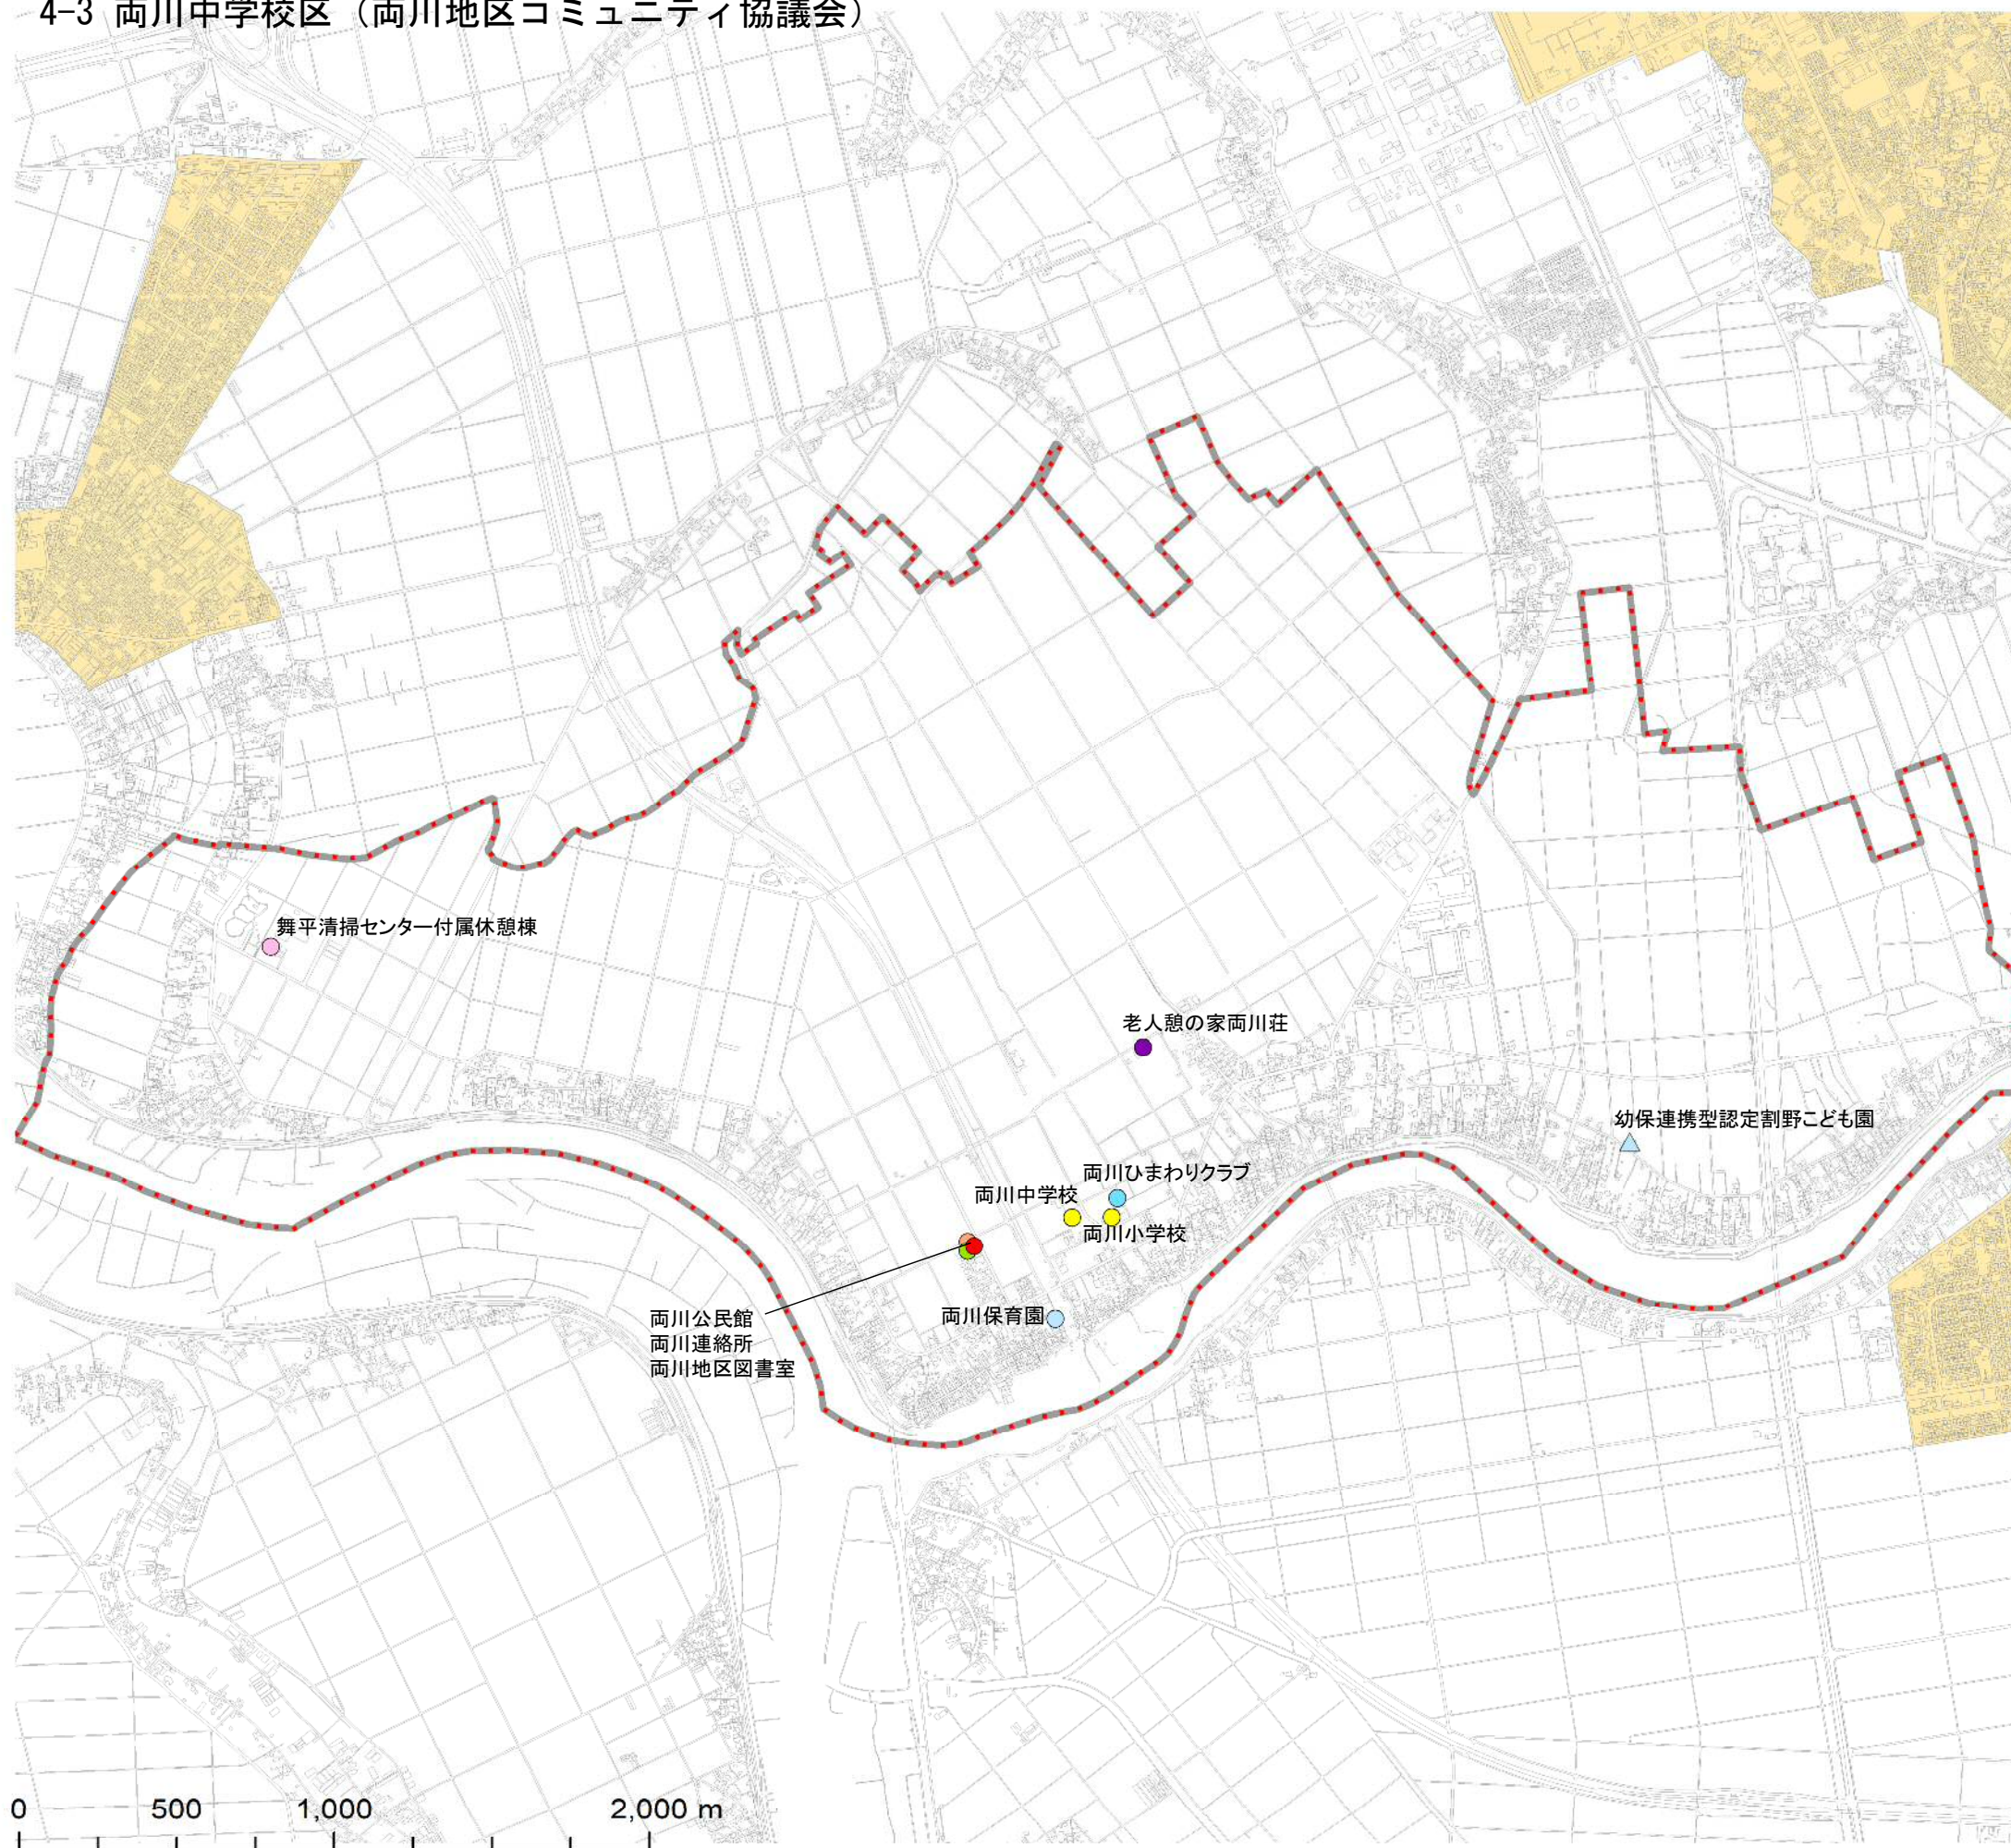 4-3 両川中学校区（両川地区コミュニティ協議会）
舞平清掃センター付属休憩棟
老人憩の家両川荘
幼保連携型認定割野こども園
両川ひまわりクラブ
両川中学校
両川小学校
両川公民館
両川連絡所
両川地区図書室
両川保育園
0 500 1,000 2,000 m